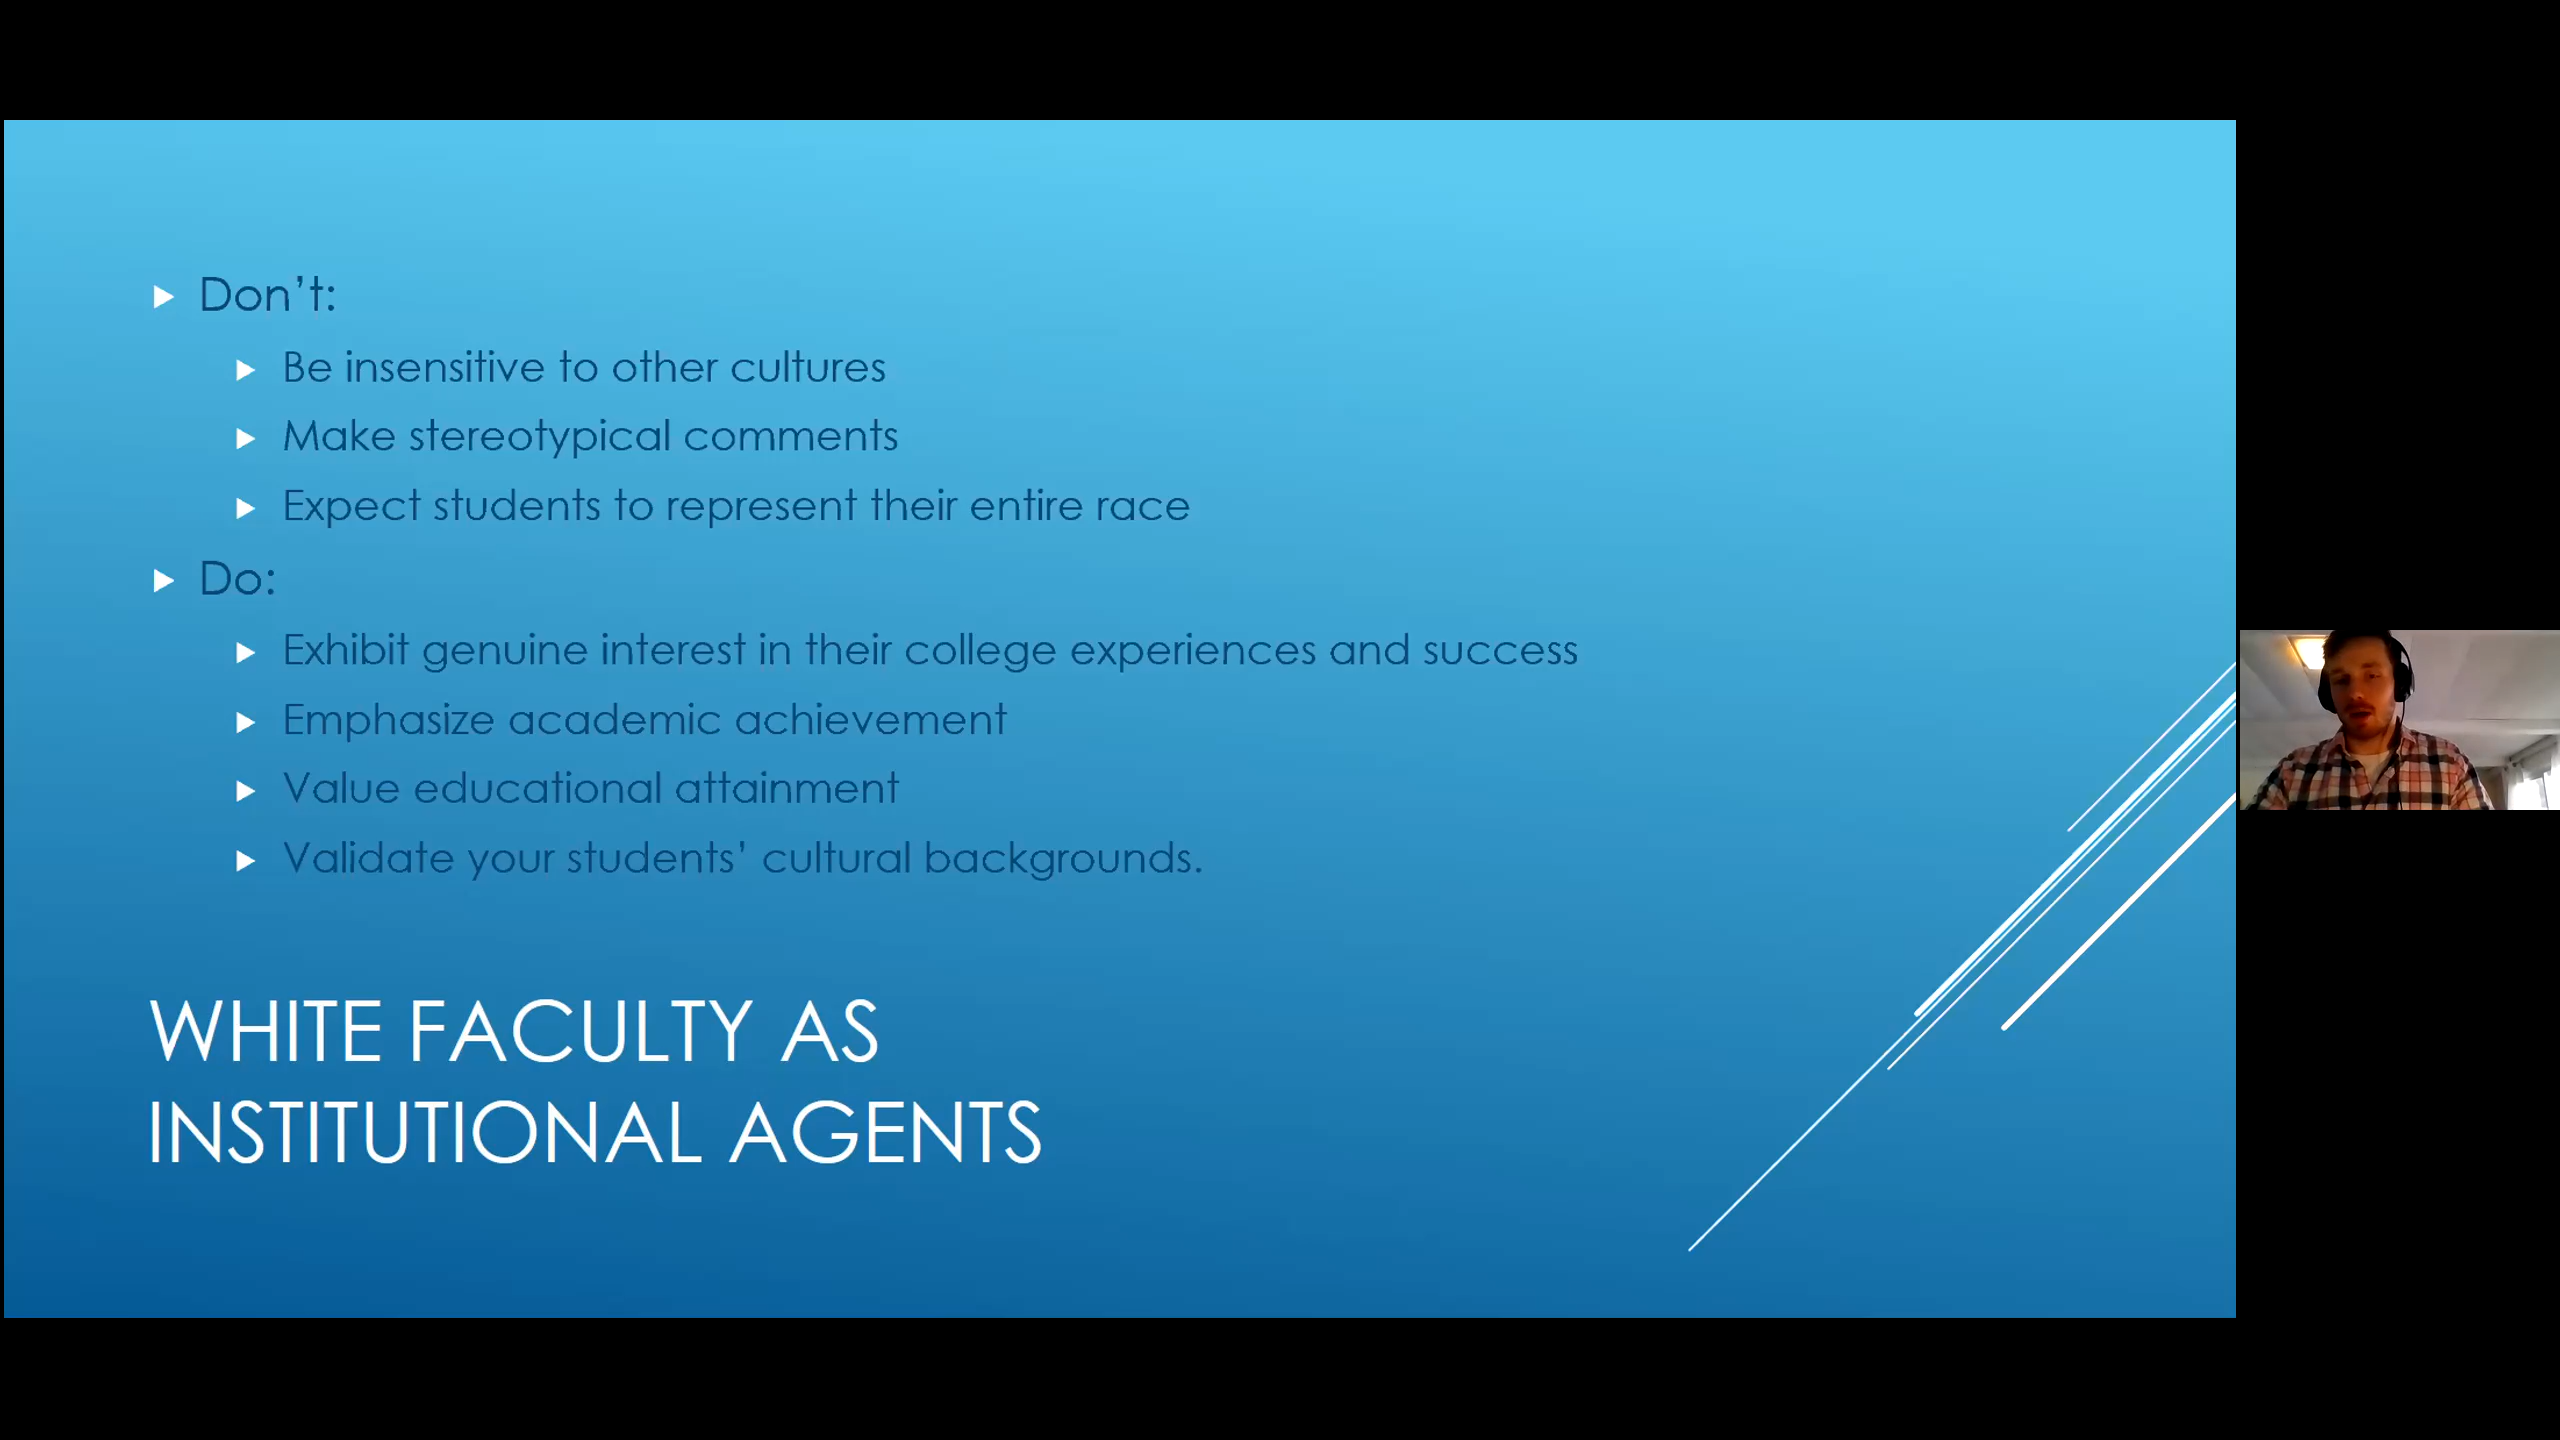 Don’t:
Be insensitive to other cultures
Make stereotypical comments
Expect students to represent their entire race
Do:
Exhibit genuine interest in their college experiences and success
Emphasize academic achievement
Value educational attainment
Validate your students’ cultural backgrounds.
WHITE FACULTY AS
INSTITUTIONAL AGENTS